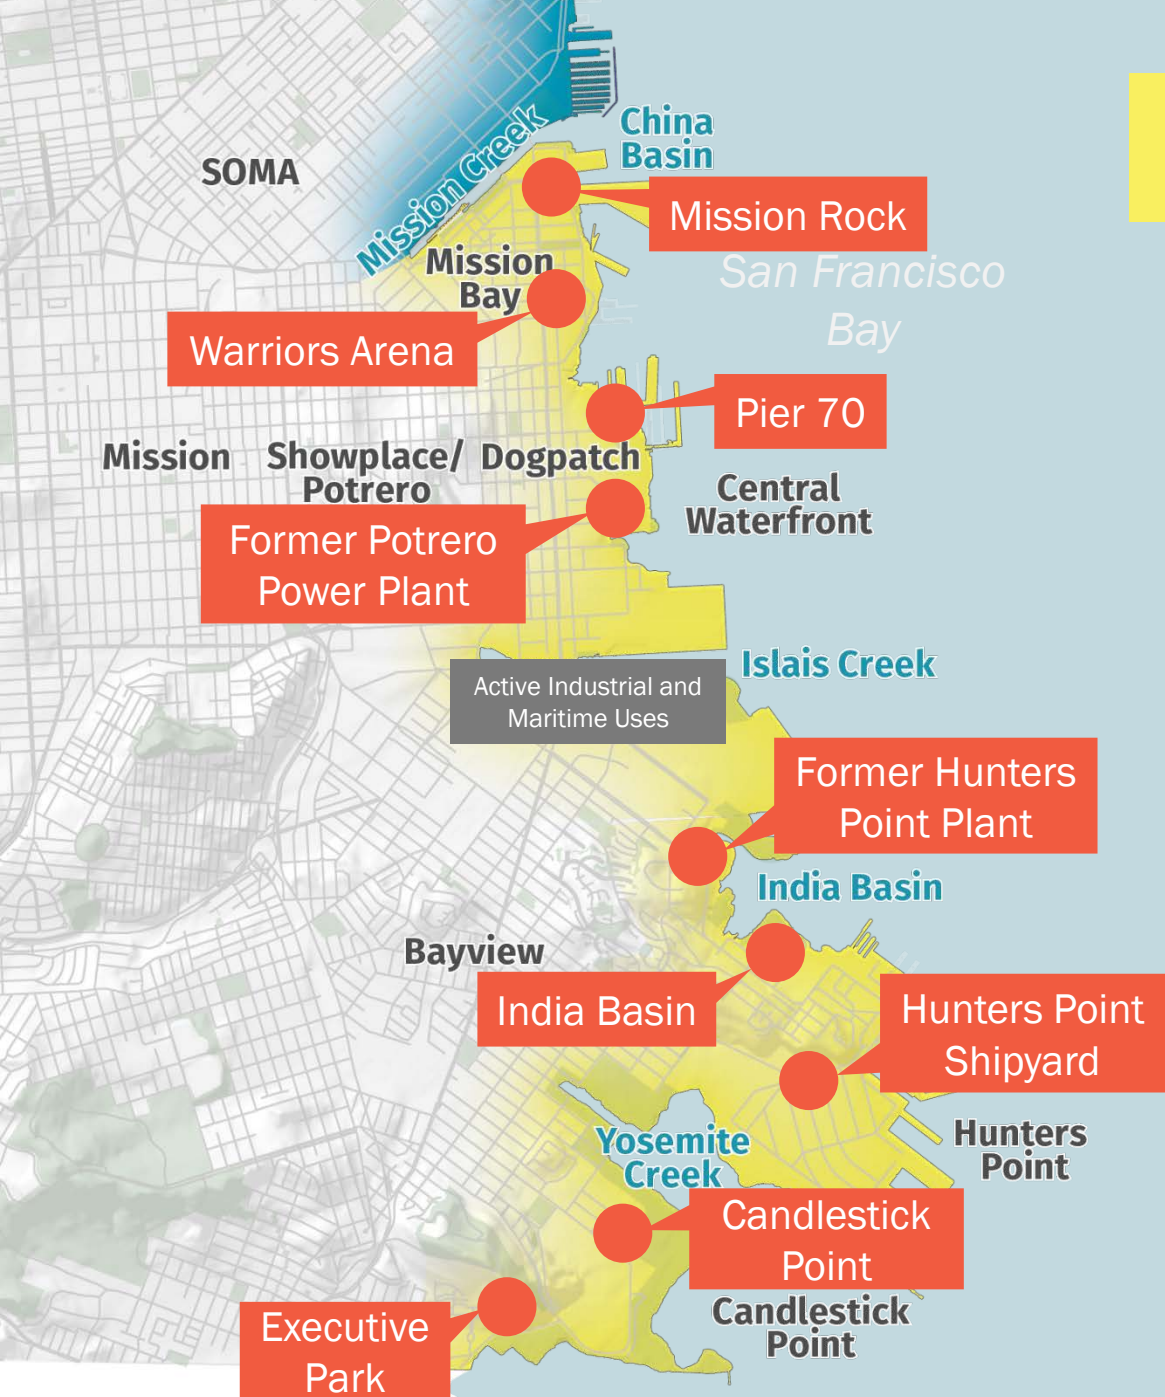 China
Basin
Mission Creek
SOMA
Mission Rock
Mission
Bay
San Francisco
Bay
Warriors Arena
Pier 70
Mission
Showplace/
Potrero
Dogpatch
Central
Waterfront
Former Potrero
Power Plant
Islais Creek
Active Industrial and
Maritime Uses
Former Hunters
Point Plant
India Basin
Bayview
India Basin
Hunters Point
Shipyard
Hunters
Point
Yosemite
Creek
Candlestick
Point
Candlestick
Point
Executive
Park